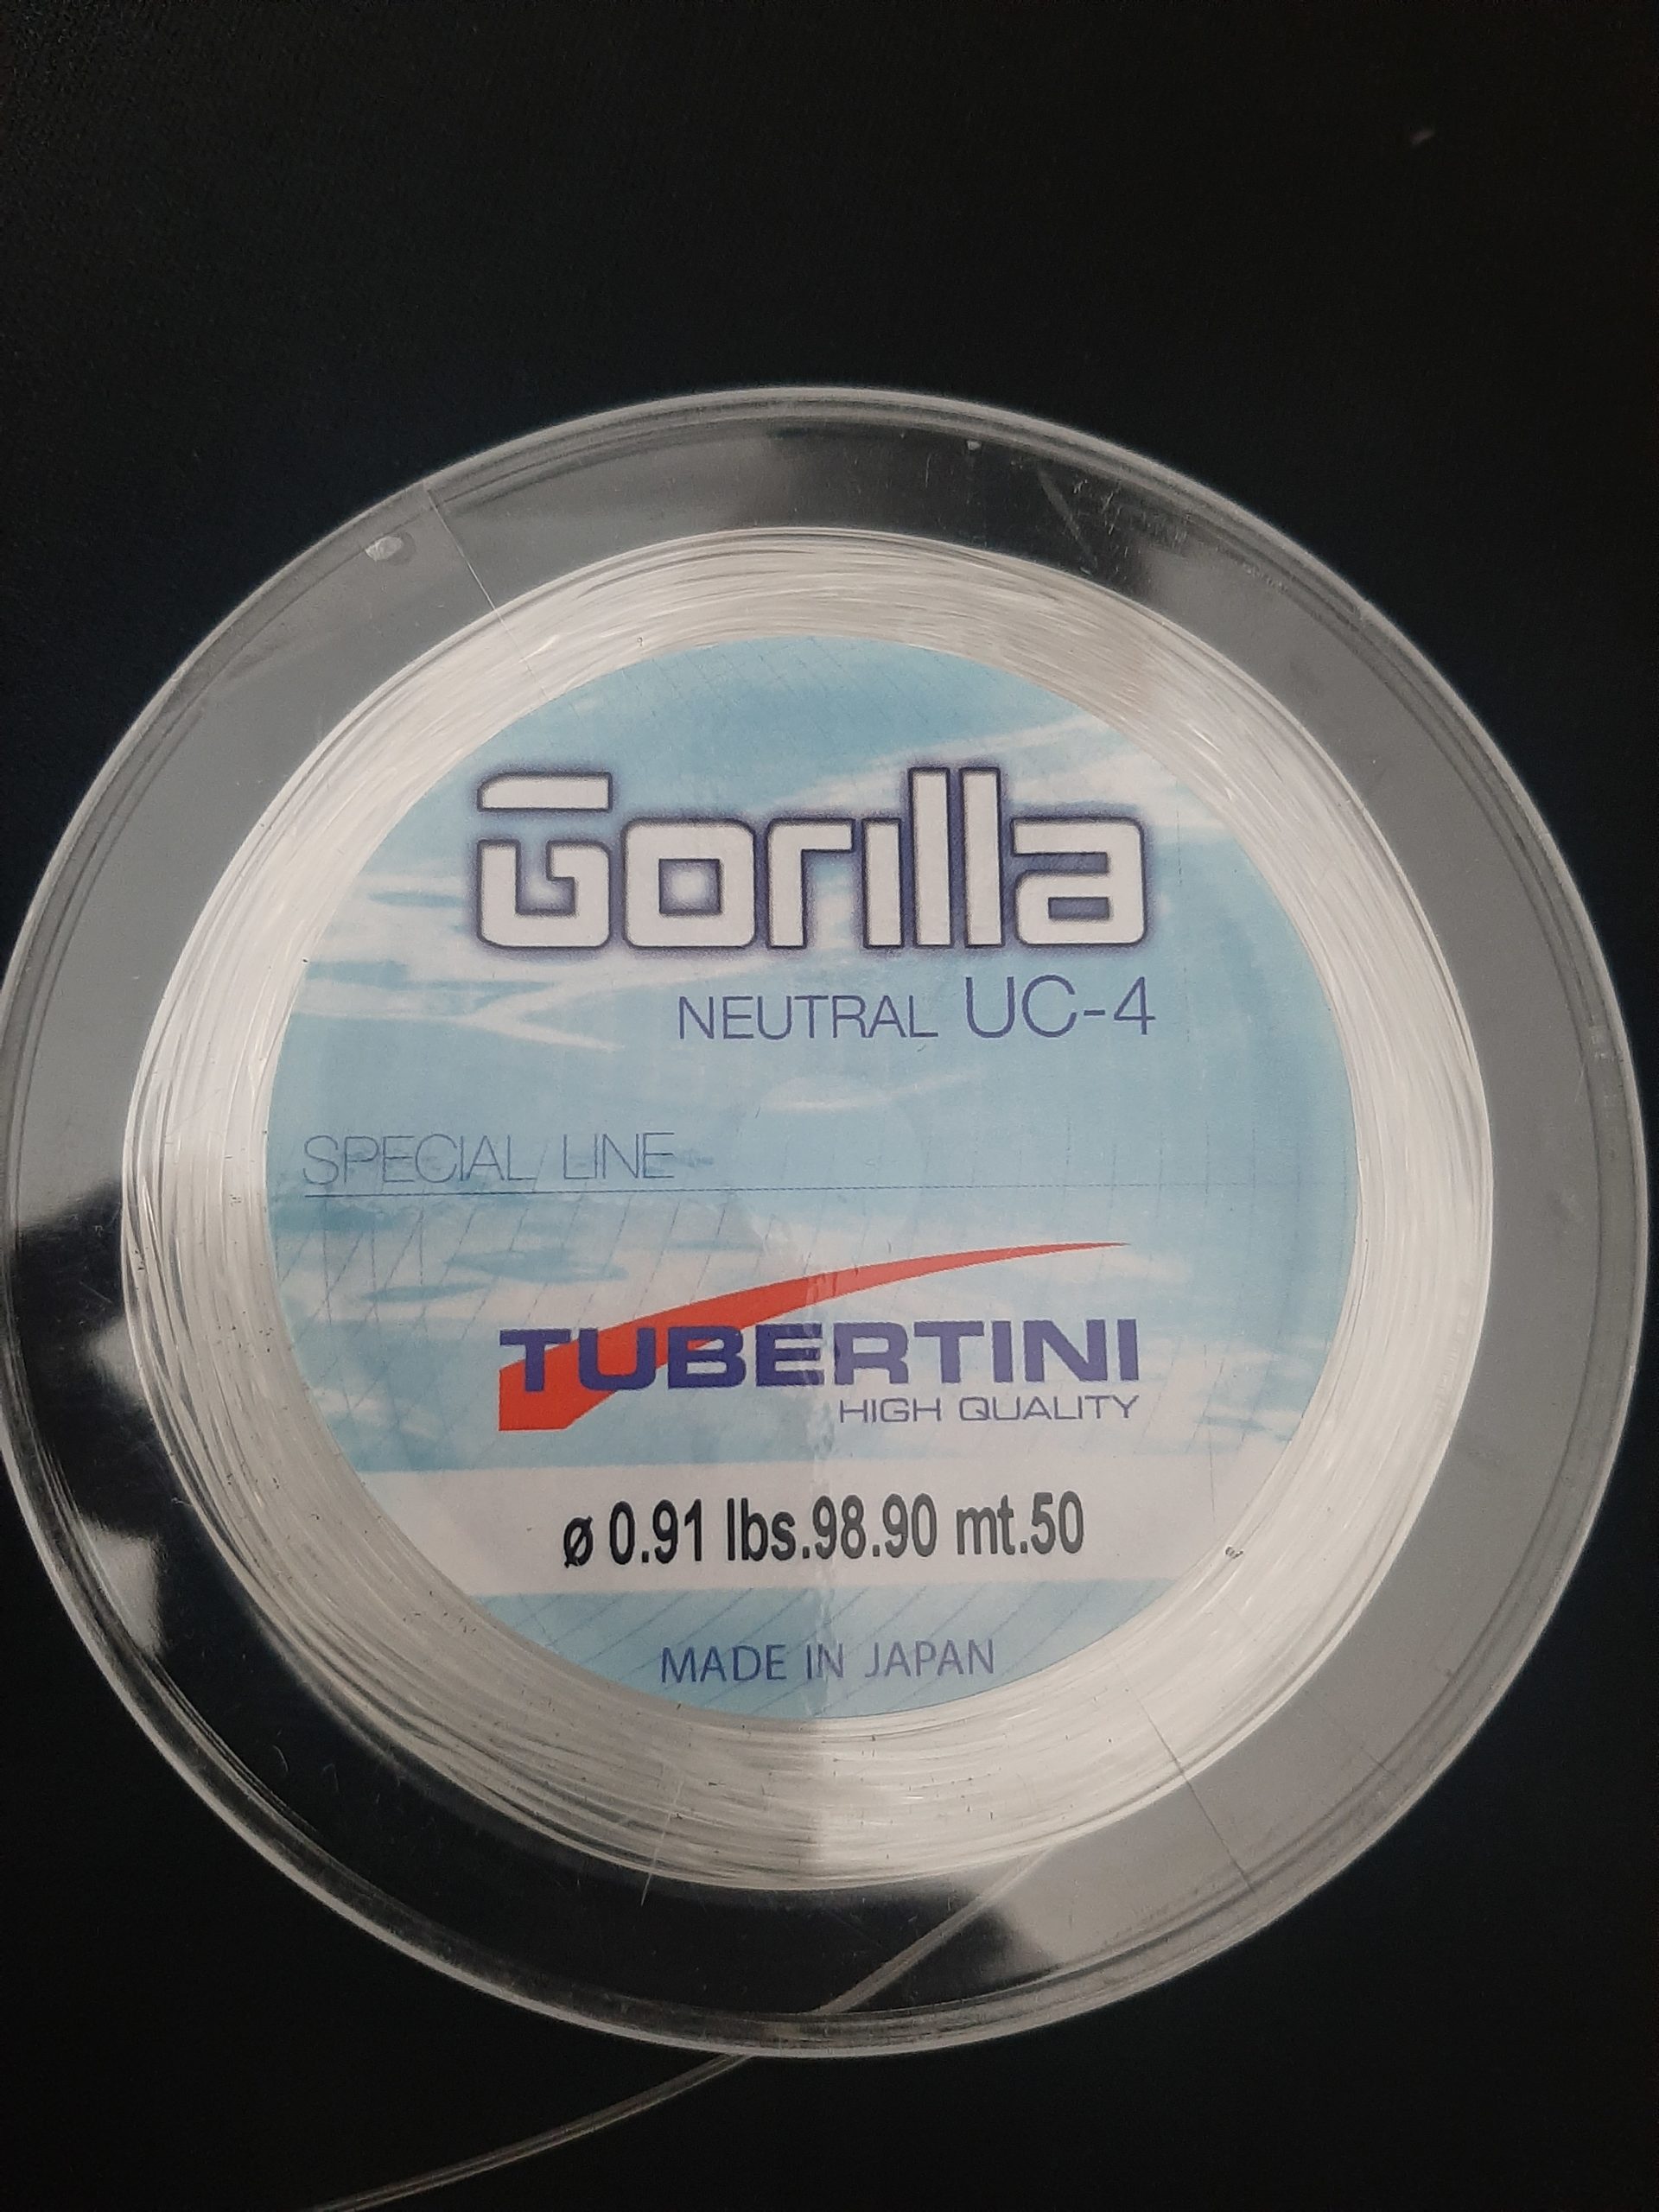 Gorilla
NEUTRAL UC-4
SPECIAL LINE
TUBERTINI
HIGH QUALITY
ø 0.91 lbs.98.90 mt.50
MADE IN JAPAN